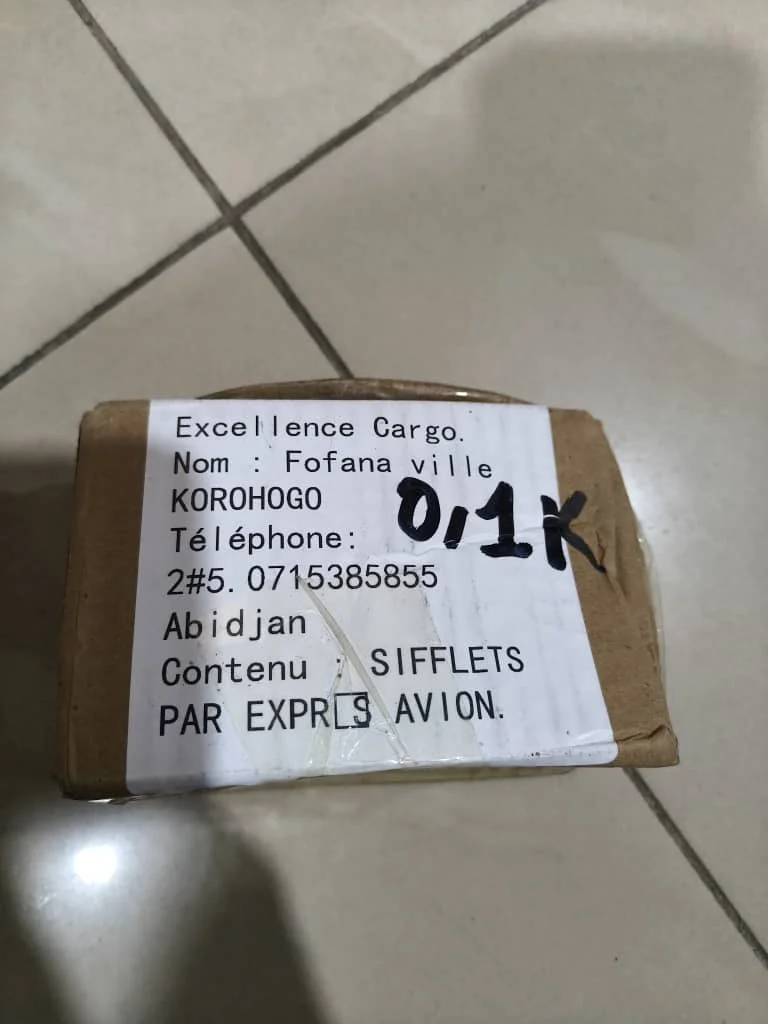 Excellence Cargo.
Nom : Fofana ville
KOROHOGO
0,1K
Téléphone:
2#5. 0715385855
Abidjan
Contenu : SIFFLETS
PAR EXPR□S AVION.